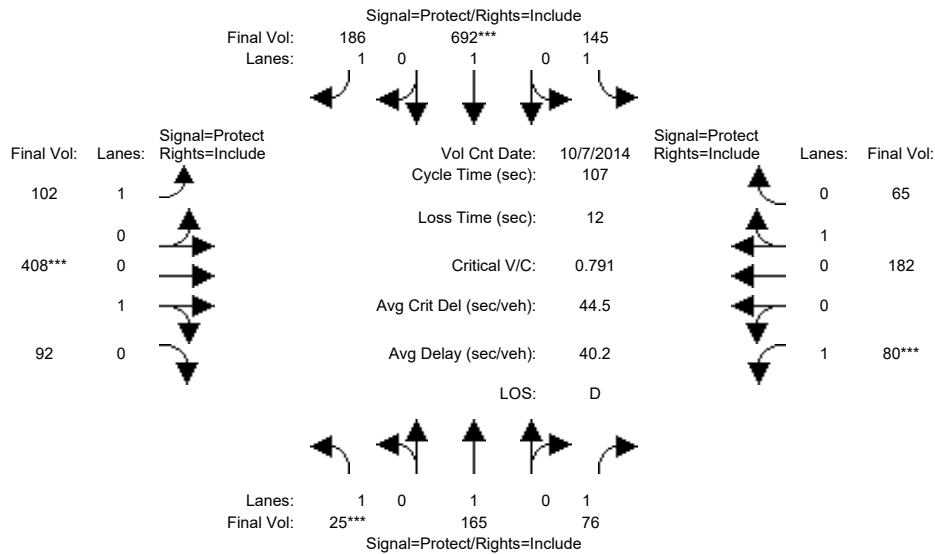 Signal=Protect/Rights=Include
Final Vol: 186 692*** 145
Lanes: 1 0 1 0 1
Signal=Protect
Final Vol: Lanes: Rights=Include
Vol Cnt Date: 10/7/2014
Signal=Protect
Rights=Include Lanes: Final Vol:
Cycle Time (sec): 107
102 1
0 65
Loss Time (sec): 12
0
1
408*** 0
Critical V/C: 0.791
0 182
1
Avg Crit Del (sec/veh): 44.5
0
92 0
Avg Delay (sec/veh): 40.2
1 80***
LOS: D
Lanes: 1 0 1 0 1
Final Vol: 25*** 165 76
Signal=Protect/Rights=Include